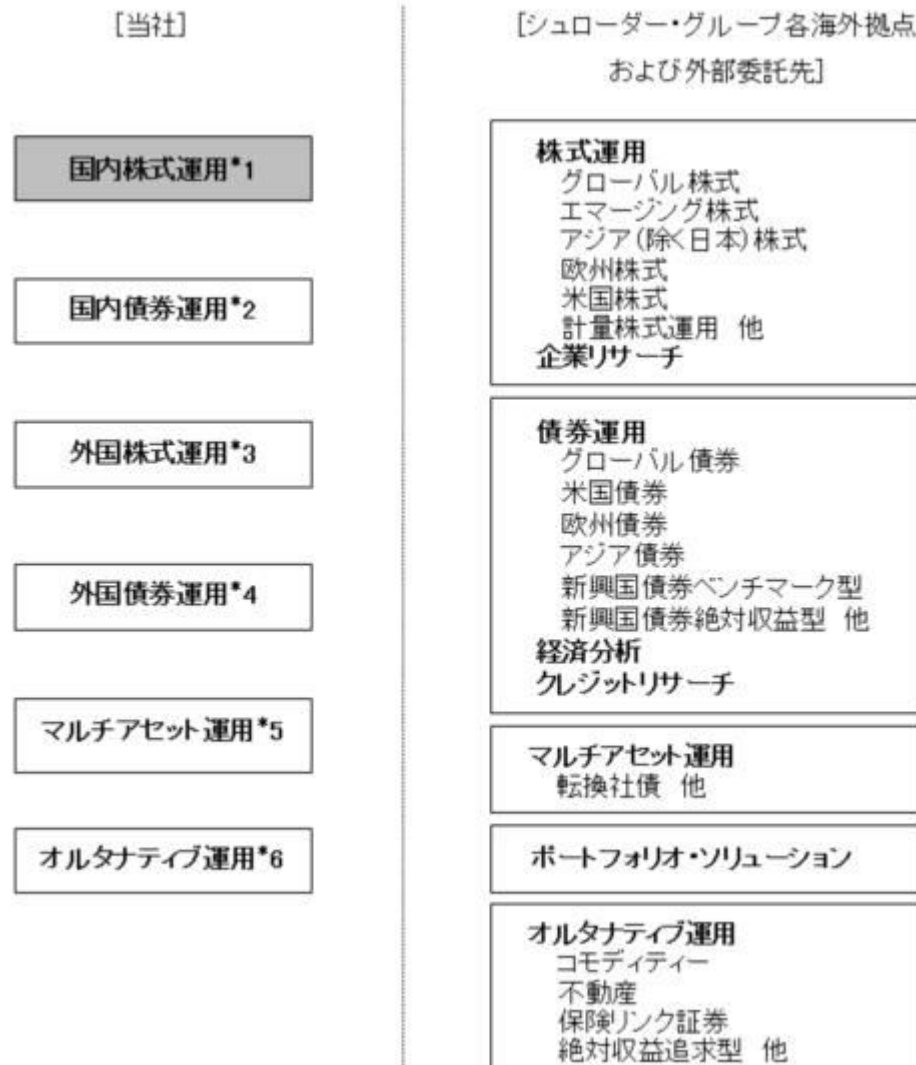 [当社]
国内株式運用*1
国内債券運用*2
外国株式運用*3
外国債券運用*4
マルチアセット運用*5
オルタナティブ運用*6
[シュローダー・グループ各海外拠点
および外部委託先]
株式運用
グローバル株式
エマージング株式
アジア(除く日本)株式
欧州株式
米国株式
計量株式運用 他
企業リサーチ
債券運用
グローバル債券
米国債券
欧州債券
アジア債券
新興国債券ベンチマーク型
新興国債券絶対収益型 他
経済分析
クレジットリサーチ
マルチアセット運用
転換社債 他
ポートフォリオ・ソリューション
オルタナティブ運用
コモディティー
不動産
保険リンク証券
絶対収益追求型 他